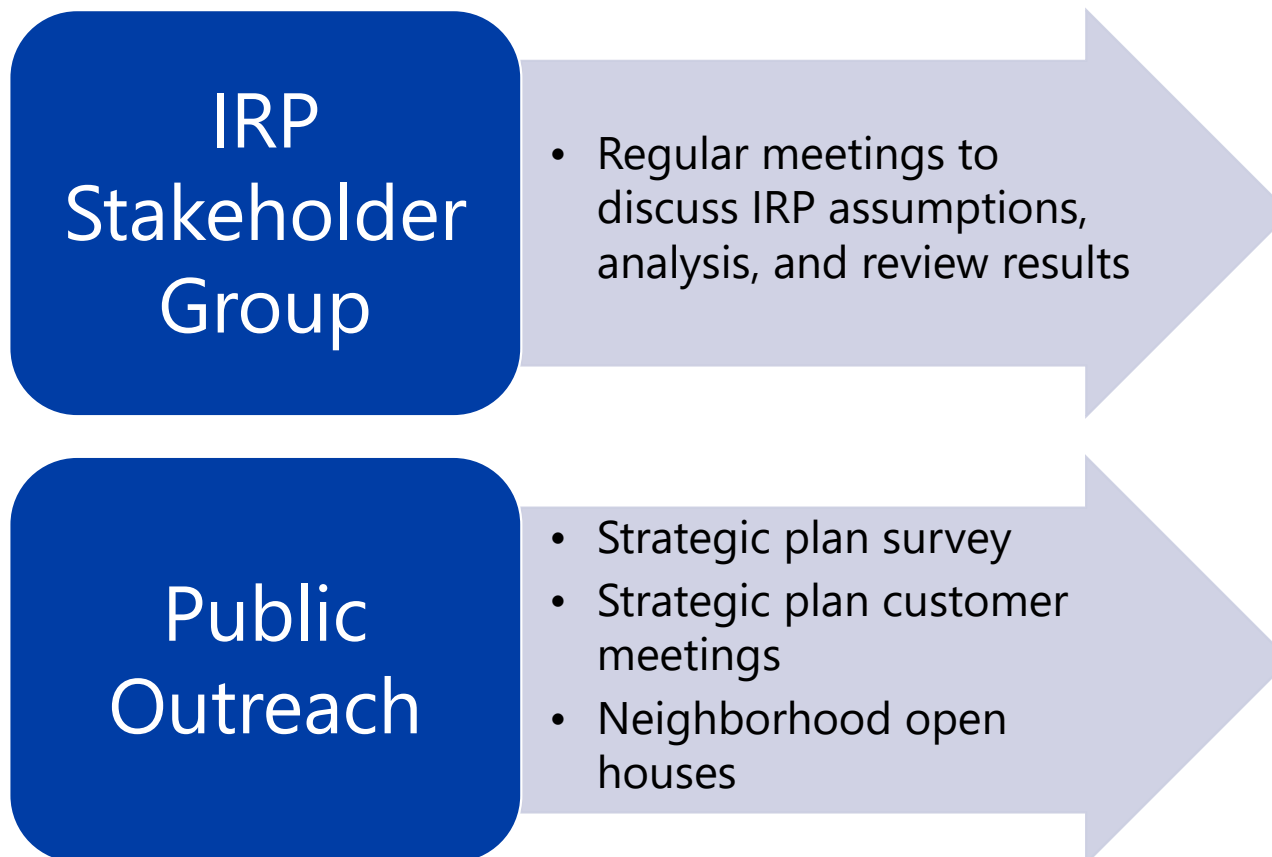 IRP
Stakeholder
Group
• Regular meetings to
discuss IRP assumptions,
analysis, and review results
Public
Outreach
• Strategic plan survey
• Strategic plan customer
meetings
• Neighborhood open
houses